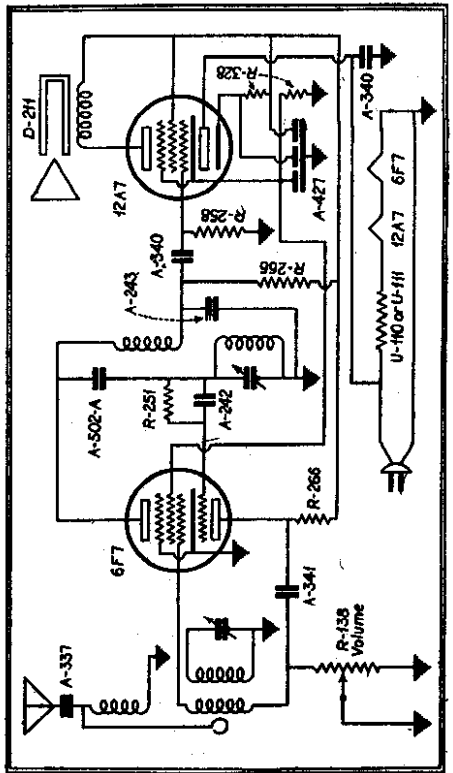 A-337
6F7
A-502-A
R-251
A-242
A-243
A-340
12A7
D-211
R-328
R-258
R-266
A-427
R-266
A-341
R-138
Volume
A-340
U-110 or U-111
12A7
6F7